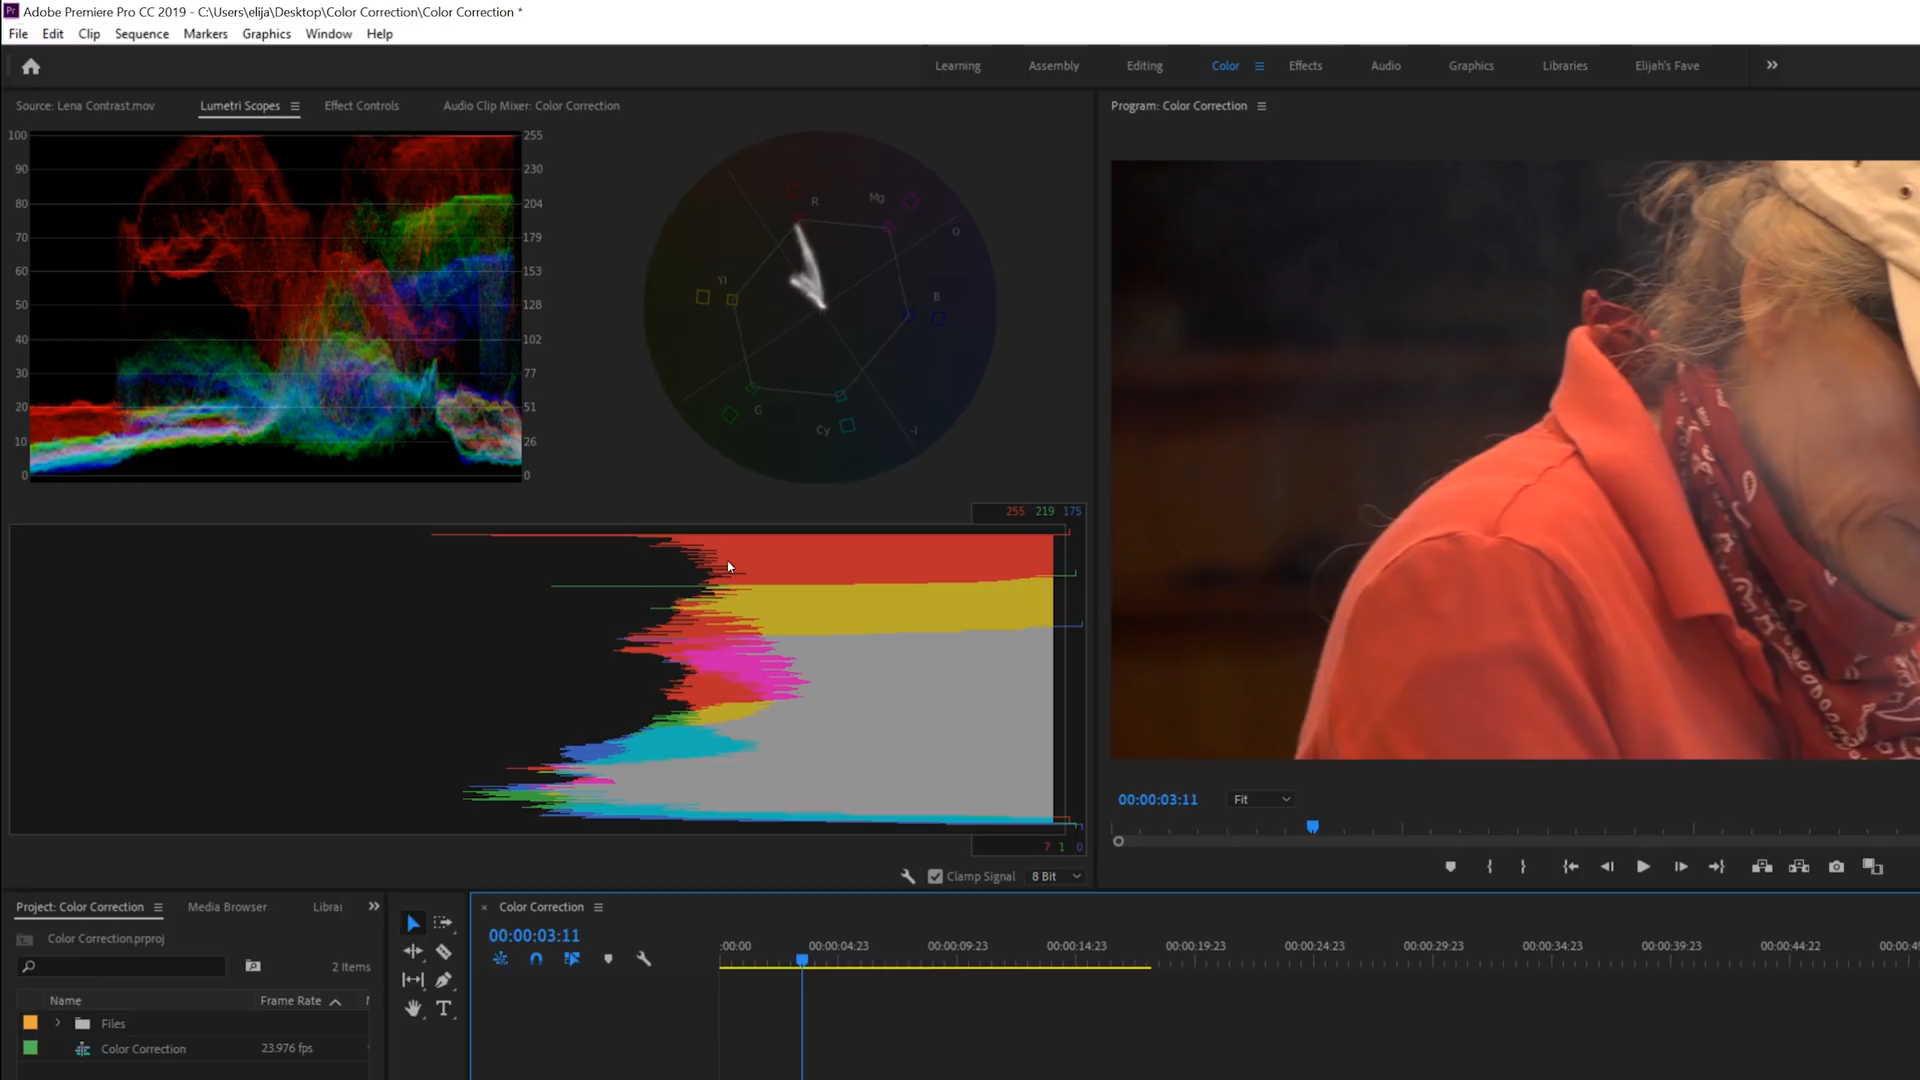 Pr Adobe Premiere Pro CC 2019 - C:\Users\elija\Desktop\Color Correction\Color Correction *
File Edit Clip Sequence Markers Graphics Window Help
Learning Assembly Editing Color Effects Audio Graphics Libraries Elijah's Fave
Source: Lena Contrast.mov Lumetri Scopes Effect Controls Audio Clip Mixer: Color Correction
Program: Color Correction
100 255
90 230
80 204
70 179
60 153
50 128
40 102
30 77
20 51
10 26
0 0
R Mg
Q
Yl B
G
Cy -I
255 219 175
7 1 0
Clamp Signal 8 Bit
00:00:03:11 Fit
Project: Color Correction Media Browser Librai
Color Correction.prproj
2 Items
Name Frame Rate
Files
Color Correction 23.976 fps
× Color Correction
00:00:03:11
:00:00 00:00:04:23 00:00:09:23 00:00:14:23 00:00:19:23 00:00:24:23 00:00:29:23 00:00:34:23 00:00:39:23 00:00:44:22 00:00:49